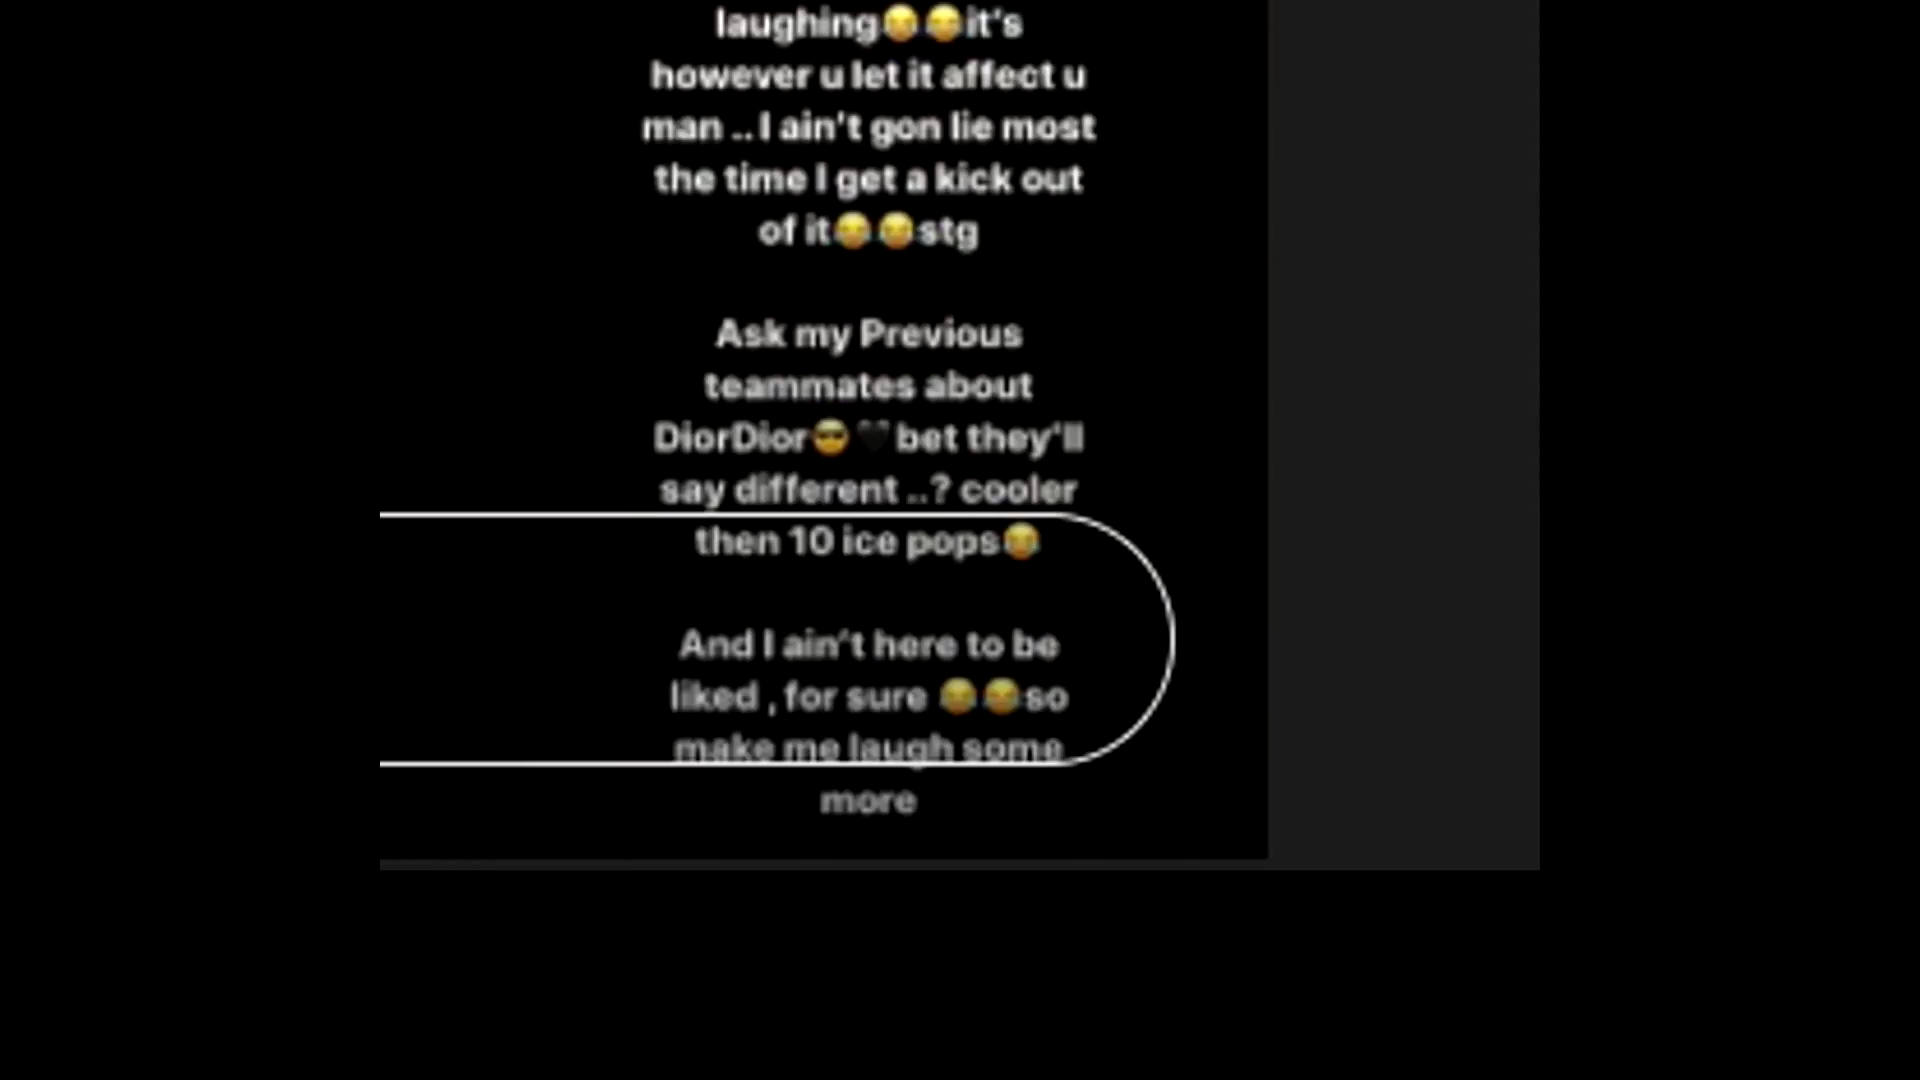 laughing😂😂it's
however u let it affect u
man .. I ain't gon lie most
the time I get a kick out
of it😂😂stg
Ask my Previous
teammates about
DiorDior😎🖤bet they'll
say different ..? cooler
then 10 ice pops😂
And I ain't here to be
liked , for sure 😂😂so
make me laugh some
more